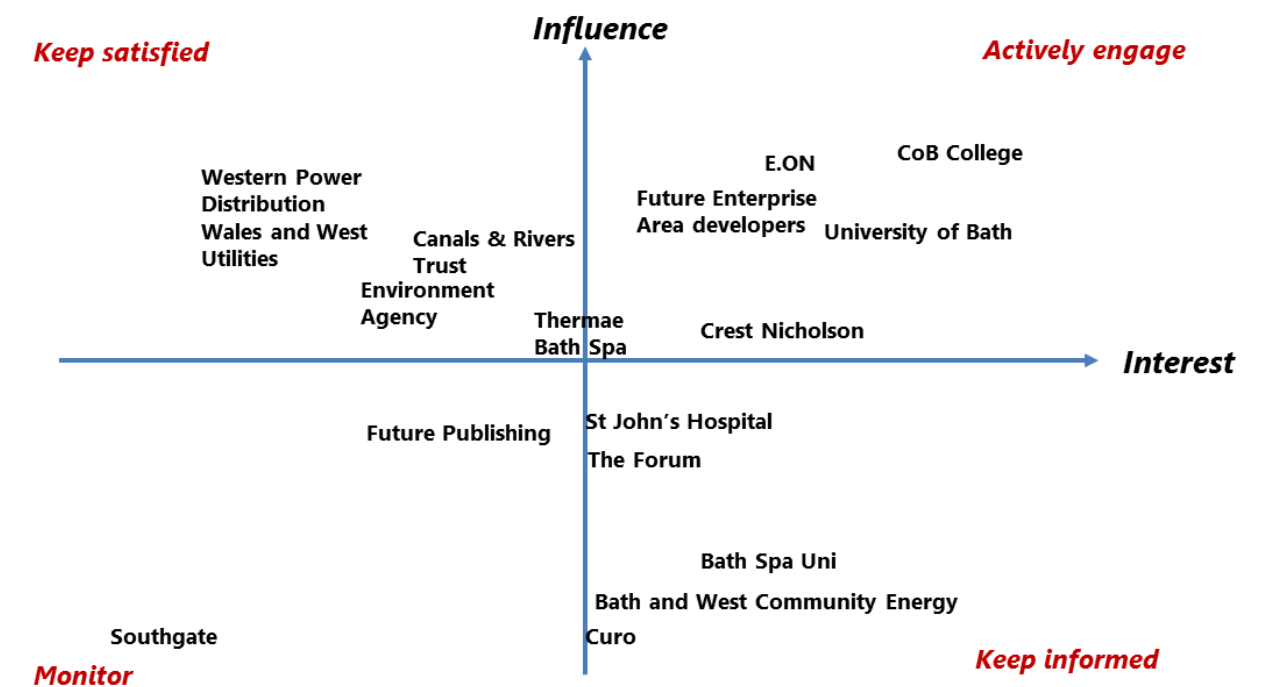 Influence
Keep satisfied
Actively engage
CoB College
E.ON
Western Power
Distribution
Wales and West
Utilities
Future Enterprise
Area developers
University of Bath
Canals & Rivers
Trust
Environment
Agency
Thermae
Bath Spa
Crest Nicholson
Interest
St John’s Hospital
Future Publishing
The Forum
Bath Spa Uni
Bath and West Community Energy
Southgate
Curo
Keep informed
Monitor